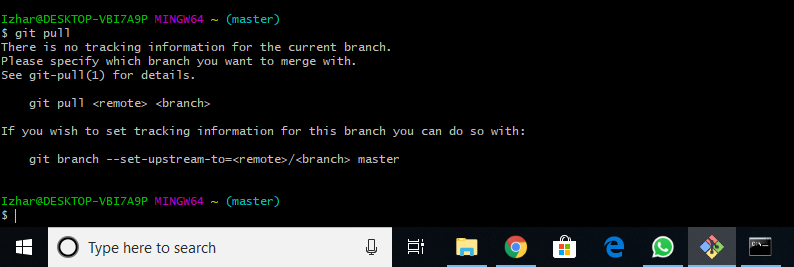 Izhar@DESKTOP-VBI7A9P MINGW64 ~ (master)
$ git pull
There is no tracking information for the current branch.
Please specify which branch you want to merge with.
See git-pull(1) for details.

    git pull <remote> <branch>

If you wish to set tracking information for this branch you can do so with:

    git branch --set-upstream-to=<remote>/<branch> master

Izhar@DESKTOP-VBI7A9P MINGW64 ~ (master)
$
Type here to search